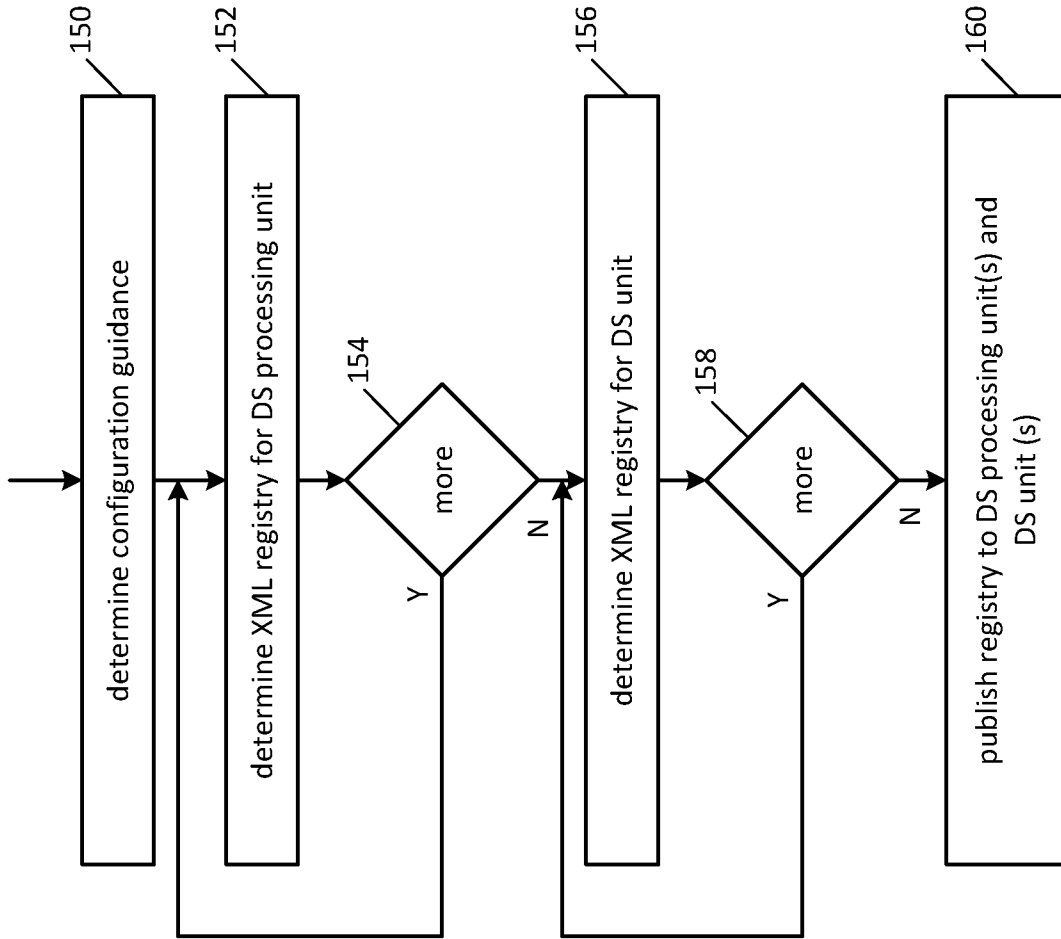 determine configuration guidance
150
determine XML registry for DS processing unit
152
more
154
Y
N
determine XML registry for DS unit
156
more
158
Y
N
publish registry to DS processing unit(s) and
DS unit (s)
160